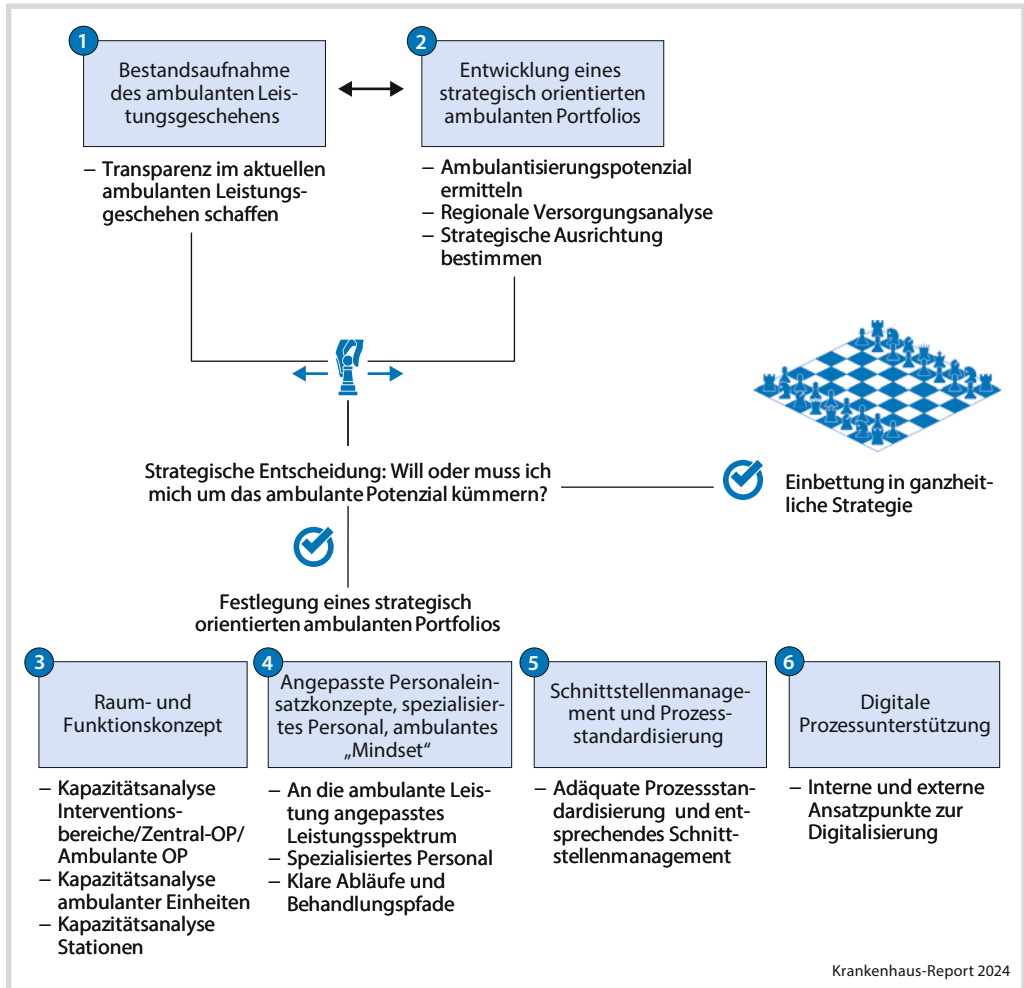 1
Bestandsaufnahme
des ambulanten Leis-
tungsgeschehens
– Transparenz im aktuellen
ambulanten Leistungs-
geschehen schaffen
2
Entwicklung eines
strategisch orientierten
ambulanten Portfolios
– Ambulantisierungspotenzial
ermitteln
– Regionale Versorgungsanalyse
– Strategische Ausrichtung
bestimmen
Strategische Entscheidung: Will oder muss ich
mich um das ambulante Potenzial kümmern?
Einbettung in ganzheit-
liche Strategie
Festlegung eines strategisch
orientierten ambulanten Portfolios
3
Raum- und
Funktionskonzept
– Kapazitätsanalyse
Interventions-
bereiche/Zentral-OP/
Ambulante OP
– Kapazitätsanalyse
ambulanter Einheiten
– Kapazitätsanalyse
Stationen
4
Angepasste Personalein-
satzkonzepte, spezialisier-
tes Personal, ambulantes
„Mindset“
– An die ambulante Leis-
tung angepasstes
Leistungsspektrum
– Spezialisiertes Personal
– Klare Abläufe und
Behandlungspfade
5
Schnittstellenmanage-
ment und Prozess-
standardisierung
– Adäquate Prozessstan-
dardisierung und ent-
sprechendes Schnitt-
stellenmanagement
6
Digitale
Prozessunterstützung
– Interne und externe
Ansatzpunkte zur
Digitalisierung
Krankenhaus-Report 2024